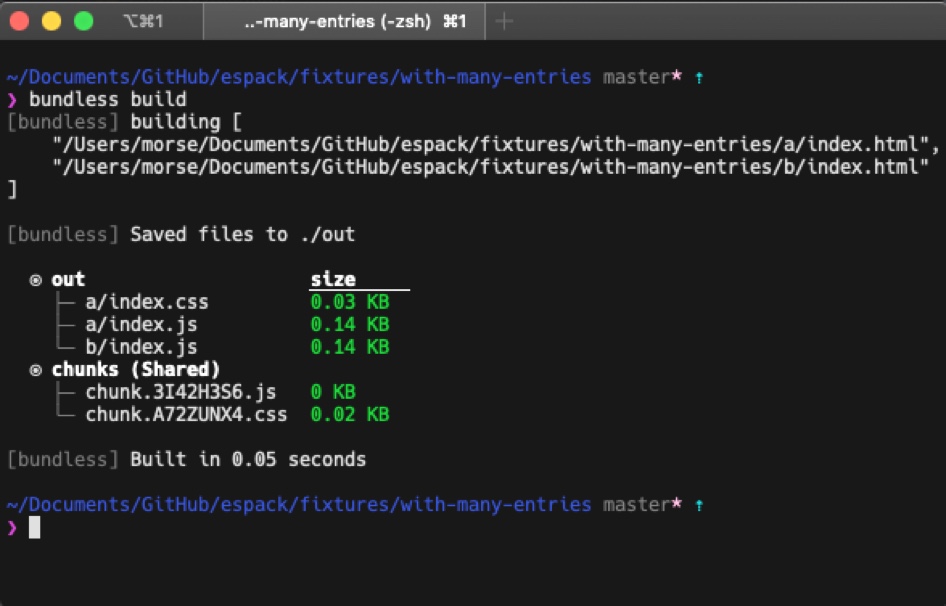 ⌥⌘1 ..-many-entries (-zsh) ⌘1 +
~/Documents/GitHub/espack/fixtures/with-many-entries master* ↑
❯ bundless build
[bundless] building [
    "/Users/morse/Documents/GitHub/espack/fixtures/with-many-entries/a/index.html",
    "/Users/morse/Documents/GitHub/espack/fixtures/with-many-entries/b/index.html"
]
[bundless] Saved files to ./out
⊙ out size
├─ a/index.css 0.03 KB
├─ a/index.js 0.14 KB
└─ b/index.js 0.14 KB
⊙ chunks (Shared)
├─ chunk.3I42H3S6.js 0 KB
└─ chunk.A72ZUNX4.css 0.02 KB
[bundless] Built in 0.05 seconds
~/Documents/GitHub/espack/fixtures/with-many-entries master* ↑
❯